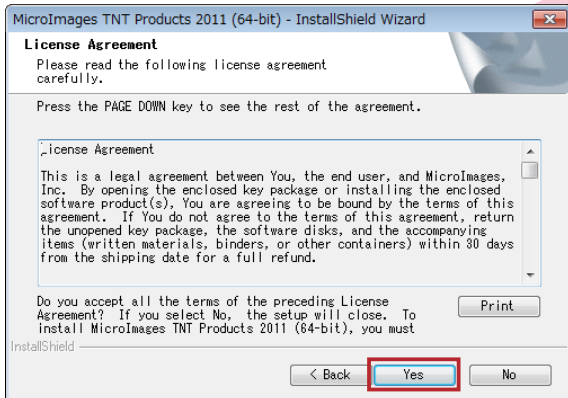 MicroImages TNT Products 2011 (64-bit) - InstallShield Wizard
License Agreement
Please read the following license agreement
carefully.
Press the PAGE DOWN key to see the rest of the agreement.
License Agreement
This is a legal agreement between You, the end user, and MicroImages,
Inc. By opening the enclosed key package or installing the enclosed
software product(s), You are agreeing to be bound by the terms of this
agreement. If You do not agree to the terms of this agreement, return
the unopened key package, the software disks, and the accompanying
items (written materials, binders, or other containers) within 30 days
from the shipping date for a full refund.
Do you accept all the terms of the preceding License
Agreement? If you select No, the setup will close. To
install MicroImages TNT Products 2011 (64-bit), you must
Print
InstallShield
< Back
Yes
No